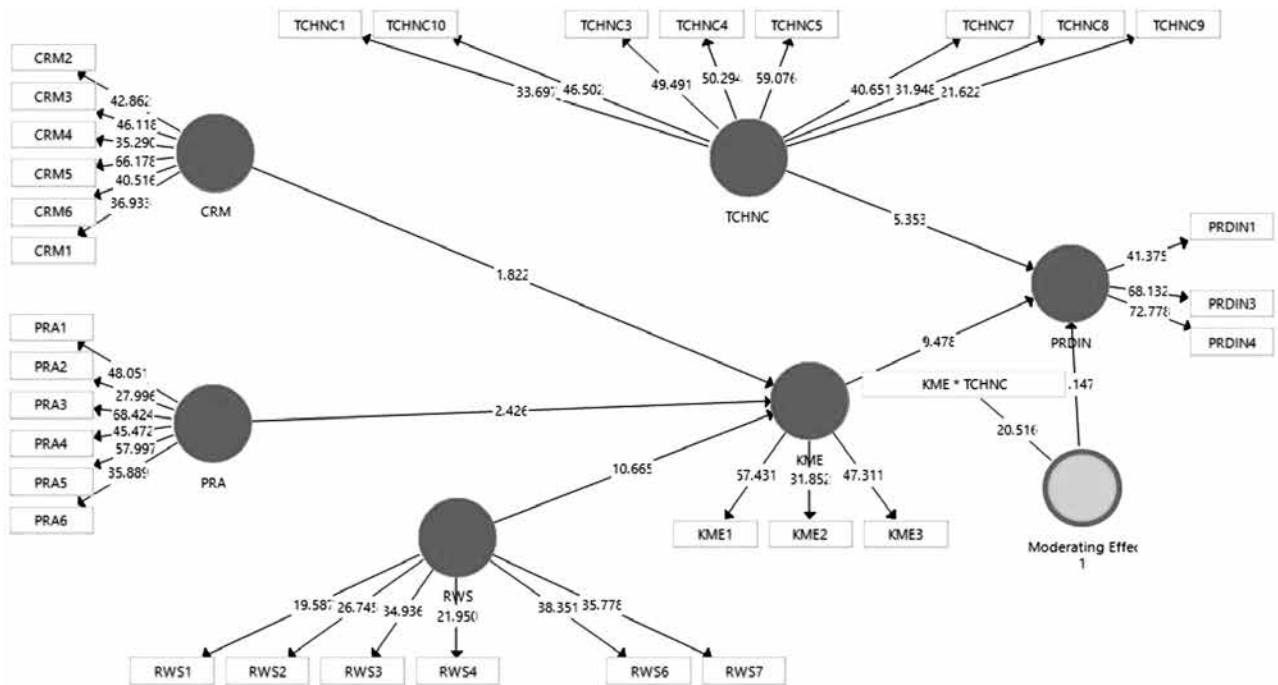 TCHNC1 TCHNC10 TCHNC3 TCHNC4 TCHNC5 TCHNC7 TCHNC8 TCHNC9
33.697 46.502 49.491 50.294 59.076 40.651 31.948 21.622
TCHNC
CRM2
CRM3
CRM4
CRM5
CRM6
CRM1
42.862
46.118
35.290
66.178
40.516
36.933
CRM
1.822
5.353
PRDIN1
PRDIN3
PRDIN4
41.375
68.132
72.778
PRDIN
PRA1
PRA2
PRA3
PRA4
PRA5
PRA6
48.051
27.996
68.424
45.472
57.997
35.889
PRA
2.426
9.478
KME * TCHNC
.147
20.516
KME
57.431 31.852 47.311
KME1 KME2 KME3
Moderating Effec
1
10.665
RWS
19.587 26.745 34.936 21.950 38.351 35.778
RWS1 RWS2 RWS3 RWS4 RWS6 RWS7